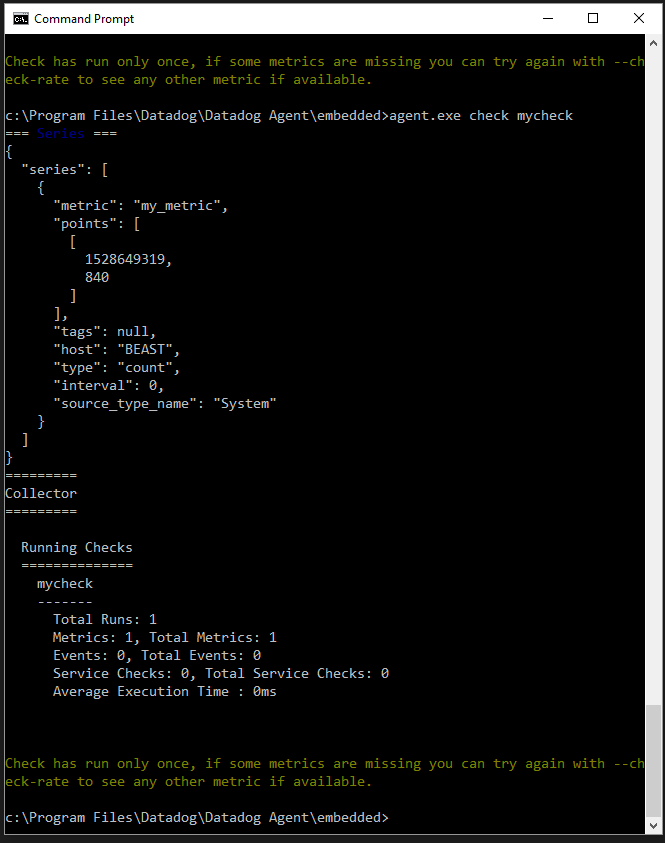 Command Prompt
Check has run only once, if some metrics are missing you can try again with --ch
eck-rate to see any other metric if available.
c:\Program Files\Datadog\Datadog Agent\embedded>agent.exe check mycheck
=== Series ===
{
  "series": [
    {
      "metric": "my_metric",
      "points": [
        [
          1528649319,
          840
        ]
      ],
      "tags": null,
      "host": "BEAST",
      "type": "count",
      "interval": 0,
      "source_type_name": "System"
    }
  ]
}
=========
Collector
=========
  Running Checks
  ==============
    mycheck
    -------
      Total Runs: 1
      Metrics: 1, Total Metrics: 1
      Events: 0, Total Events: 0
      Service Checks: 0, Total Service Checks: 0
      Average Execution Time : 0ms
Check has run only once, if some metrics are missing you can try again with --ch
eck-rate to see any other metric if available.
c:\Program Files\Datadog\Datadog Agent\embedded>